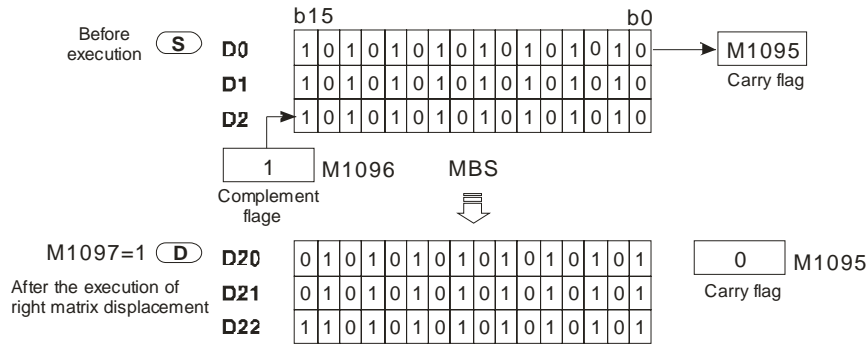 b15 b0
Before
execution S D0 1 0 1 0 1 0 1 0 1 0 1 0 1 0 1 0 M1095
D1 1 0 1 0 1 0 1 0 1 0 1 0 1 0 1 0 Carry flag
D2 1 0 1 0 1 0 1 0 1 0 1 0 1 0 1 0
1 M1096 MBS
Complement
flage
M1097=1 D D20 0 1 0 1 0 1 0 1 0 1 0 1 0 1 0 1 0 M1095
After the execution of
right matrix displacement
D21 0 1 0 1 0 1 0 1 0 1 0 1 0 1 0 1 Carry flag
D22 1 1 0 1 0 1 0 1 0 1 0 1 0 1 0 1